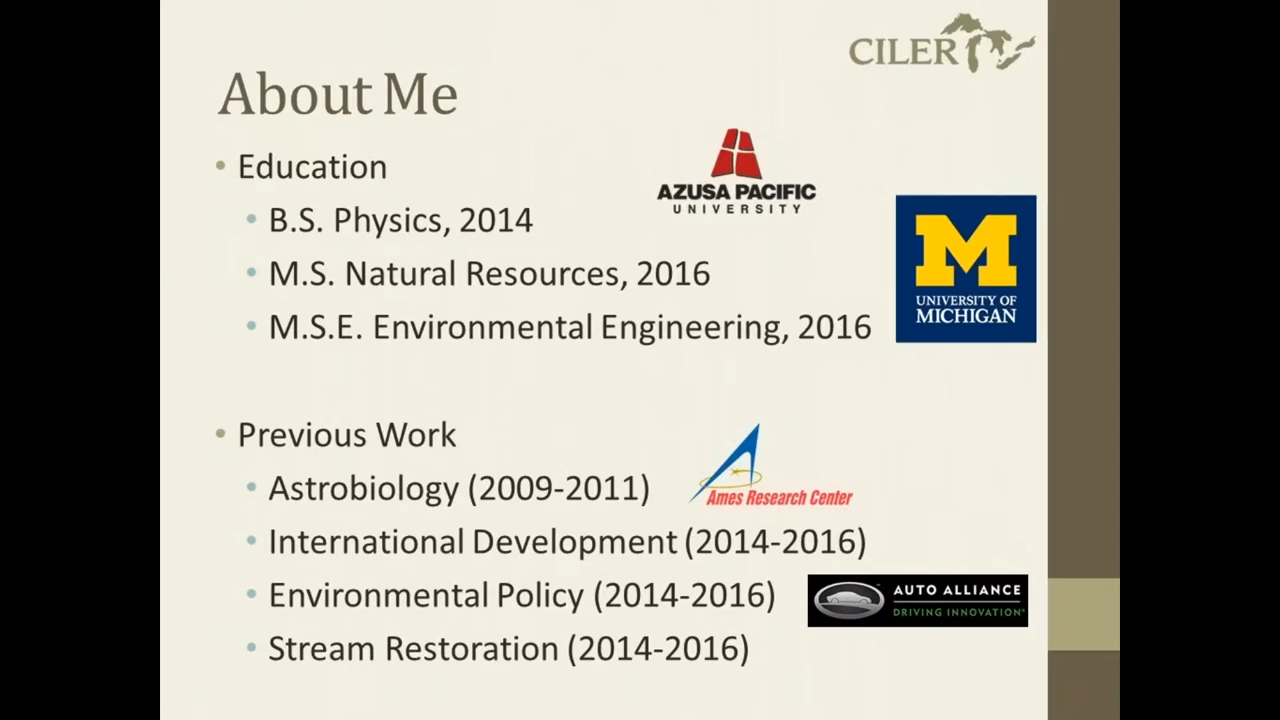 CILER
About Me
• Education
AZUSA PACIFIC
UNIVERSITY
• B.S. Physics, 2014
• M.S. Natural Resources, 2016
• M.S.E. Environmental Engineering, 2016
M
UNIVERSITY OF
MICHIGAN
• Previous Work
• Astrobiology (2009-2011)
Ames Research Center
• International Development (2014-2016)
• Environmental Policy (2014-2016)
AUTO ALLIANCE
DRIVING INNOVATION®
• Stream Restoration (2014-2016)